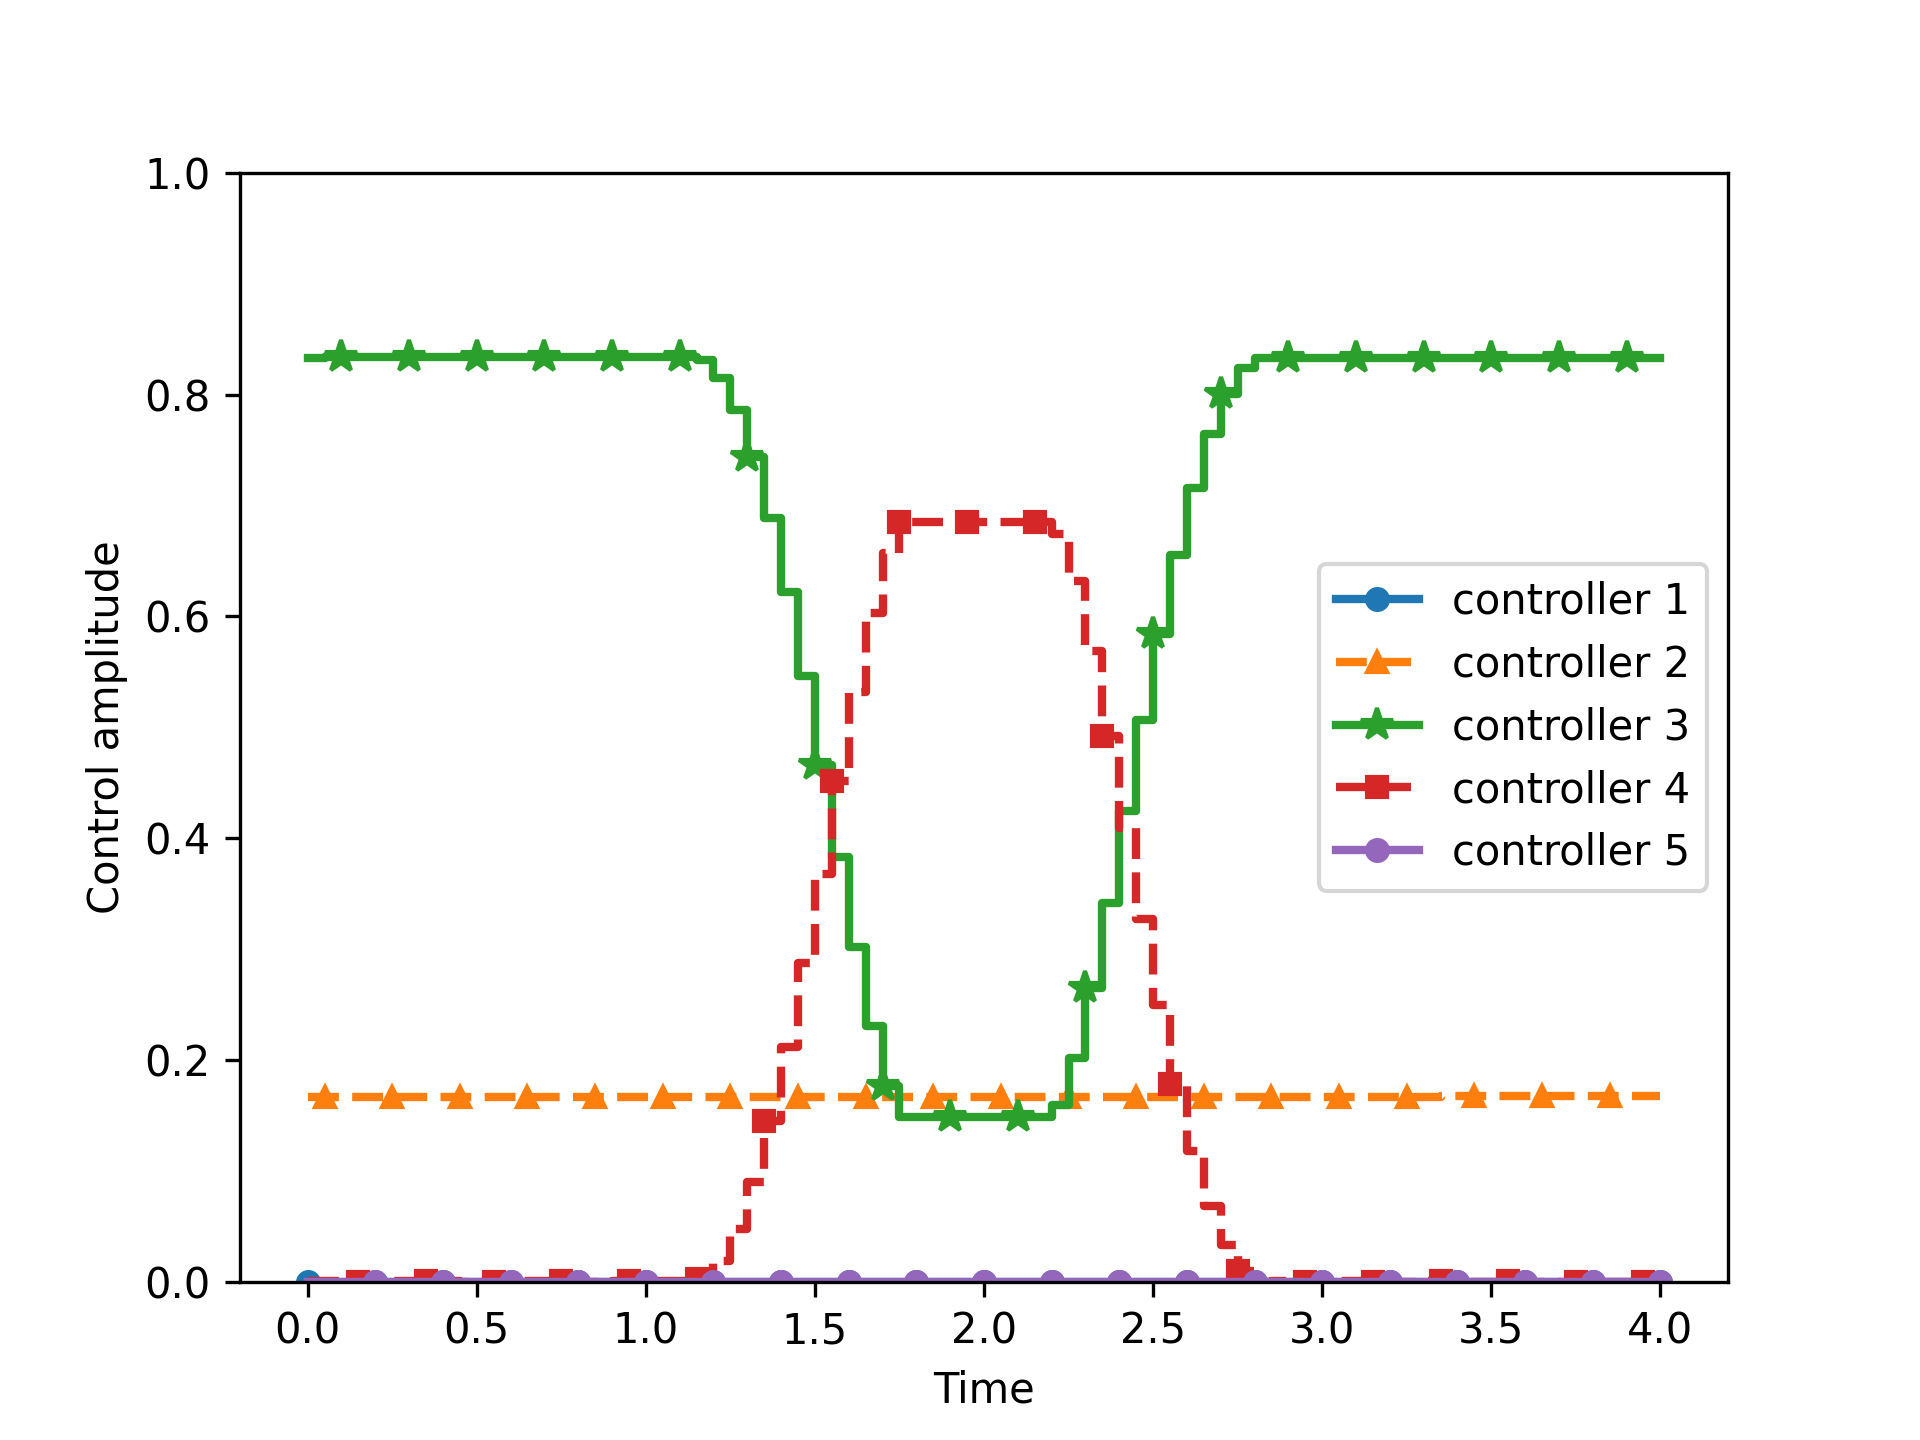 1.0
0.8
0.6
0.4
0.2
0.0
Control amplitude
controller 1
controller 2
controller 3
controller 4
controller 5
0.0 0.5 1.0 1.5 2.0 2.5 3.0 3.5 4.0
Time